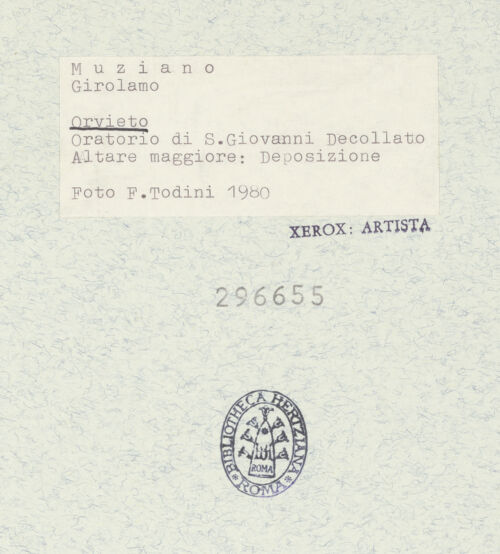 M u z i a n o
Girolamo
Orvieto
Oratorio di S.Giovanni Decollato
Altare maggiore: Deposizione
Foto F.Todini 1980
XEROX: ARTISTA
296655
BIBLIOTHECA HERTZIANA
ROMA
* ROMA *